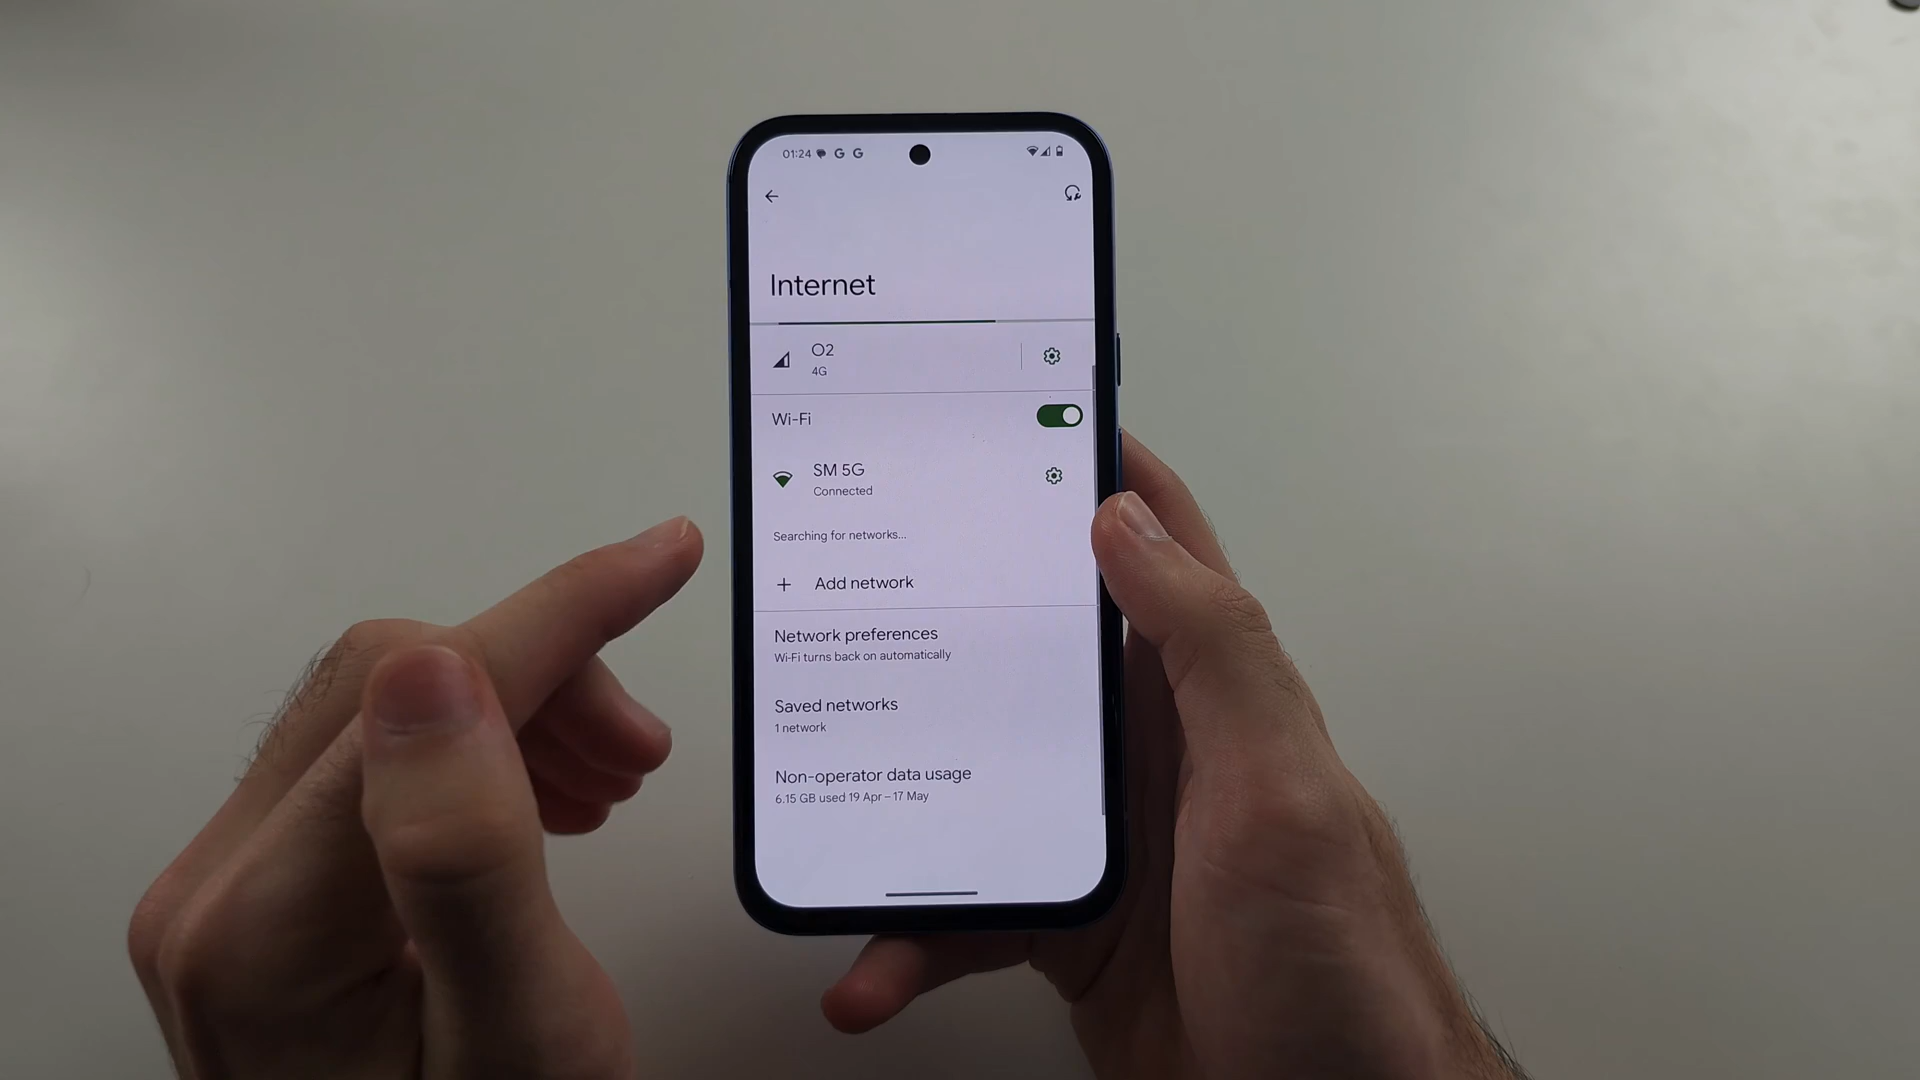 01:24 G G
Internet
O2
4G
Wi-Fi
SM 5G
Connected
Searching for networks...
+ Add network
Network preferences
Wi-Fi turns back on automatically
Saved networks
1 network
Non-operator data usage
6.15 GB used 19 Apr – 17 May